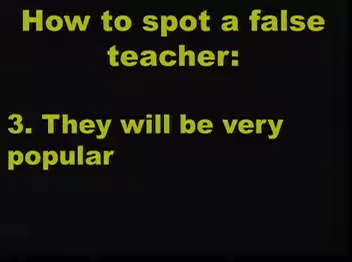 How to spot a false
teacher:
3. They will be very
popular